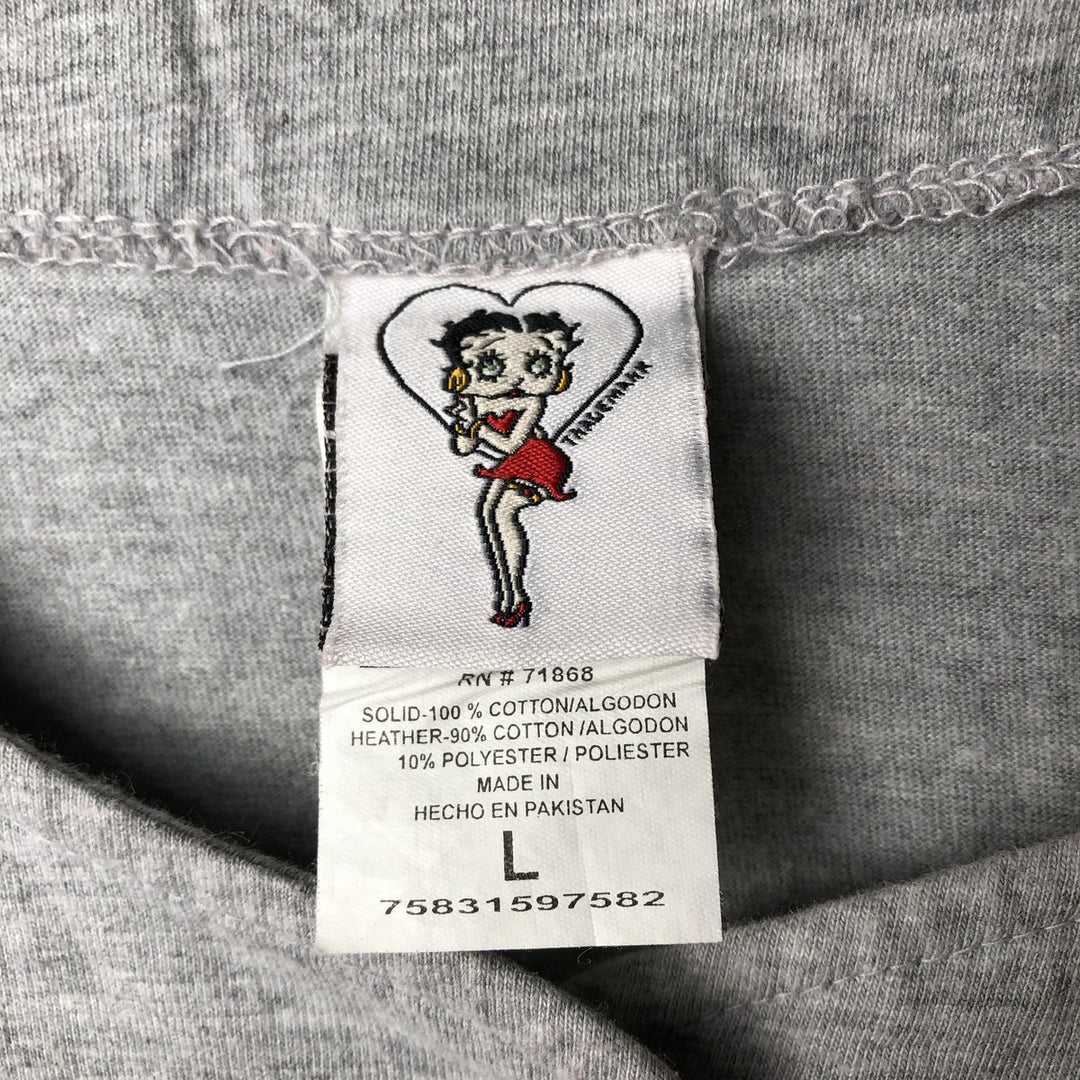 TRADEMARK
RN # 71868
SOLID-100 % COTTON/ALGODON
HEATHER-90% COTTON /ALGODON
10% POLYESTER / POLIESTER
MADE IN
HECHO EN PAKISTAN
L
75831597582